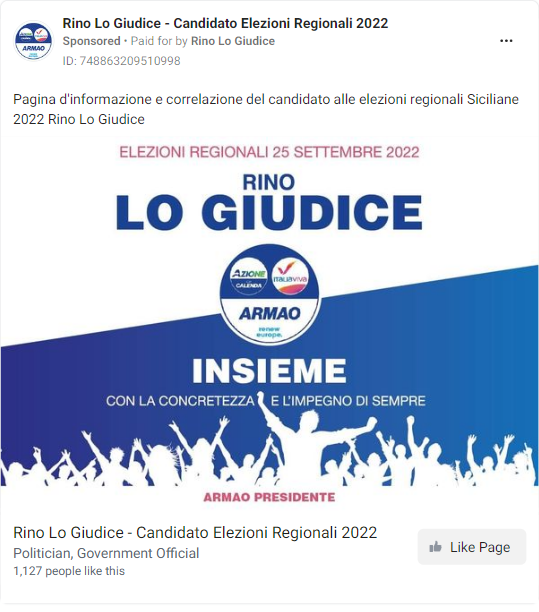 Rino Lo Giudice - Candidato Elezioni Regionali 2022
Sponsored • Paid for by Rino Lo Giudice
ID: 748863209510998
Pagina d'informazione e correlazione del candidato alle elezioni regionali Siciliane
2022 Rino Lo Giudice
ELEZIONI REGIONALI 25 SETTEMBRE 2022
RINO
LO GIUDICE
AZIONE
CALENDA
ITALIA VIVA
ARMAO
renew
europe.
INSIEME
CON LA CONCRETEZZA E L'IMPEGNO DI SEMPRE
ARMAO PRESIDENTE
Rino Lo Giudice - Candidato Elezioni Regionali 2022
Politician, Government Official
1,127 people like this
Like Page